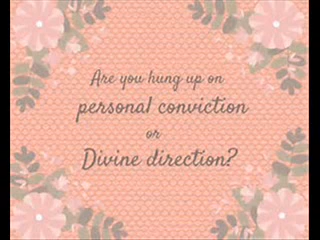 Are you hung up on
personal conviction
or
Divine direction?